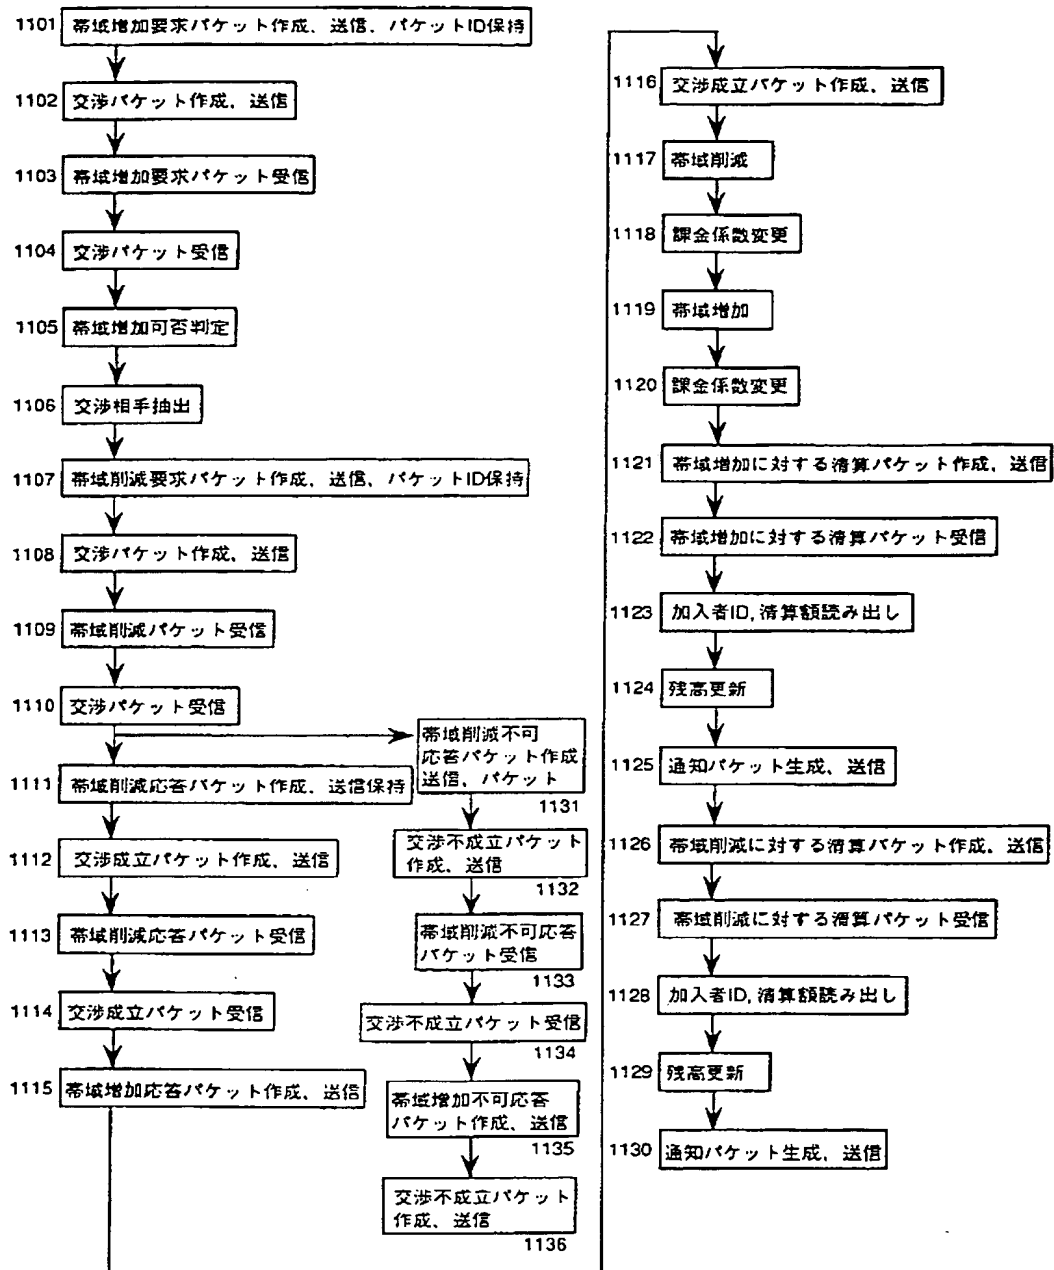 1101 帯域増加要求パケット作成、送信、パケットID保持
1102 交渉パケット作成、送信
1103 帯域増加要求パケット受信
1104 交渉パケット受信
1105 帯域増加可否判定
1106 交渉相手抽出
1107 帯域削減要求パケット作成、送信、パケットID保持
1108 交渉パケット作成、送信
1109 帯域削減パケット受信
1110 交渉パケット受信
1111 帯域削減応答パケット作成、送信保持
1112 交渉成立パケット作成、送信
1113 帯域削減応答パケット受信
1114 交渉成立パケット受信
1115 帯域増加応答パケット作成、送信
帯域削減不可
応答パケット作成
送信、パケット
1131
交渉不成立パケット
作成、送信
1132
帯域削減不可応答
パケット受信
1133
交渉不成立パケット受信
1134
帯域増加不可応答
パケット作成、送信
1135
交渉不成立パケット
作成、送信
1136
1116 交渉成立パケット作成、送信
1117 帯域削減
1118 課金係数変更
1119 帯域増加
1120 課金係数変更
1121 帯域増加に対する清算パケット作成、送信
1122 帯域増加に対する清算パケット受信
1123 加入者ID,清算額読み出し
1124 残高更新
1125 通知パケット生成、送信
1126 帯域削減に対する清算パケット作成、送信
1127 帯域削減に対する清算パケット受信
1128 加入者ID,清算額読み出し
1129 残高更新
1130 通知パケット生成、送信